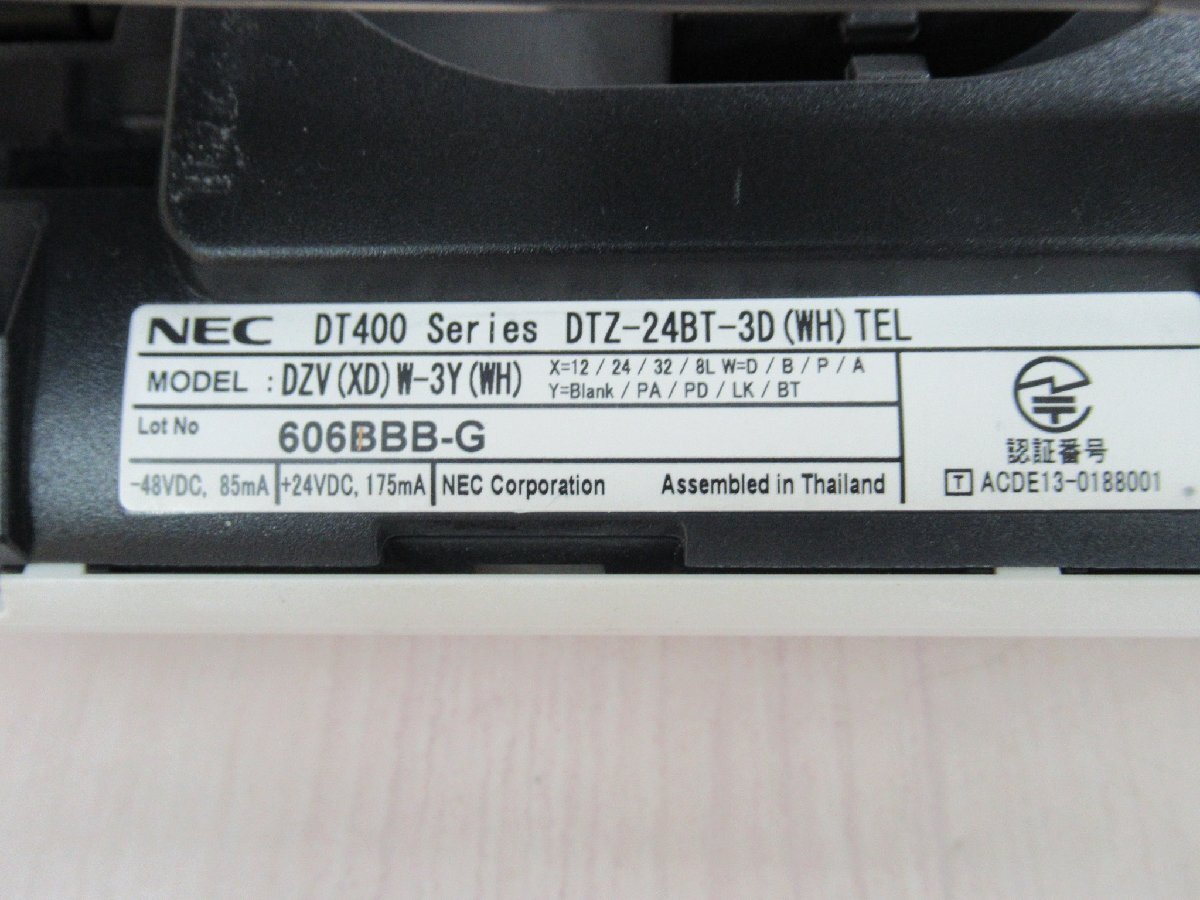 NEC DT400 Series DTZ-24BT-3D(WH)TEL
MODEL : DZV(XD)W-3Y(WH) X=12 / 24 / 32 / 8L W=D / B / P / A
Y=Blank / PA / PD / LK / BT
Lot No 606BBB-G
-48VDC, 85mA +24VDC, 175mA NEC Corporation Assembled in Thailand
認証番号
T ACDE13-0188001